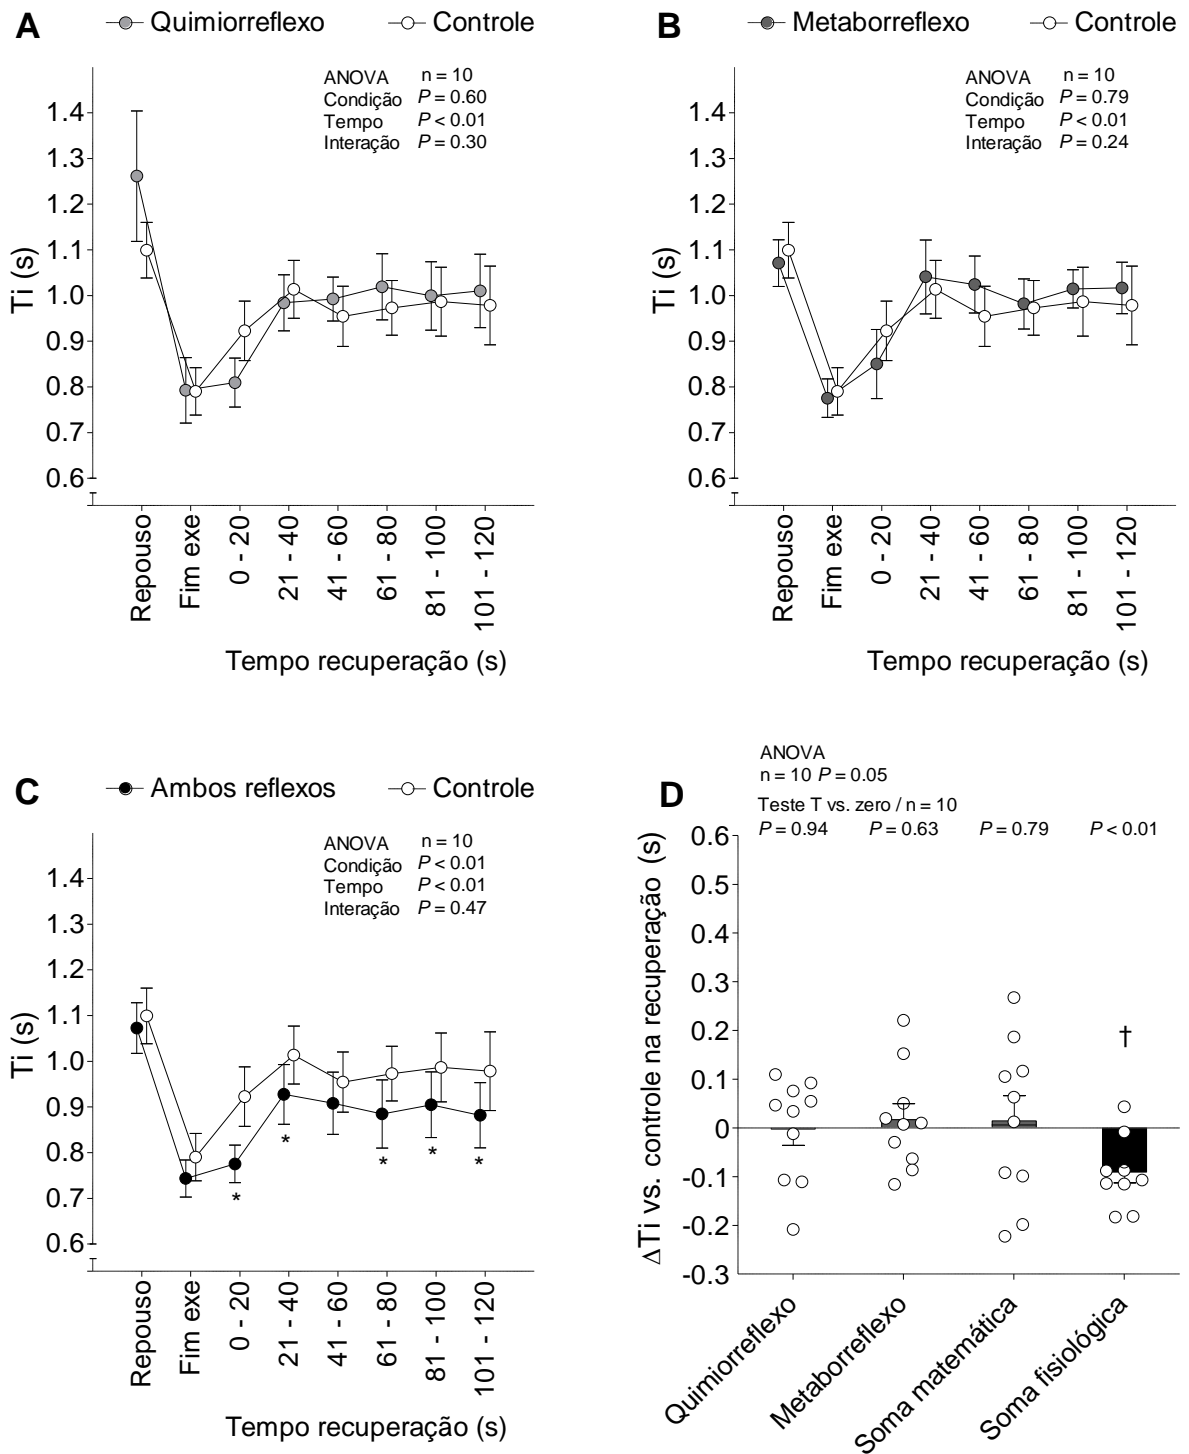 A
Quimiorreflexo
Controle
ANOVA n = 10
Condição P = 0.60
Tempo P < 0.01
Interação P = 0.30
Ti (s)
1.4
1.3
1.2
1.1
1.0
0.9
0.8
0.7
0.6
Repouso
Fim exe
0 - 20
21 - 40
41 - 60
61 - 80
81 - 100
101 - 120
Tempo recuperação (s)
B
Metaborreflexo
Controle
ANOVA n = 10
Condição P = 0.79
Tempo P < 0.01
Interação P = 0.24
Ti (s)
1.4
1.3
1.2
1.1
1.0
0.9
0.8
0.7
0.6
Repouso
Fim exe
0 - 20
21 - 40
41 - 60
61 - 80
81 - 100
101 - 120
Tempo recuperação (s)
C
Ambos reflexos
Controle
ANOVA n = 10
Condição P < 0.01
Tempo P < 0.01
Interação P = 0.47
Ti (s)
1.4
1.3
1.2
1.1
1.0
0.9
0.8
0.7
0.6
* * * * *
Repouso
Fim exe
0 - 20
21 - 40
41 - 60
61 - 80
81 - 100
101 - 120
Tempo recuperação (s)
D
ANOVA
n = 10 P = 0.05
Teste T vs. zero / n = 10
P = 0.94 P = 0.63 P = 0.79 P < 0.01
ΔTi vs. controle na recuperação (s)
0.6
0.5
0.4
0.3
0.2
0.1
0
-0.1
-0.2
-0.3
†
Quimiorreflexo
Metaborreflexo
Soma matemática
Soma fisiológica